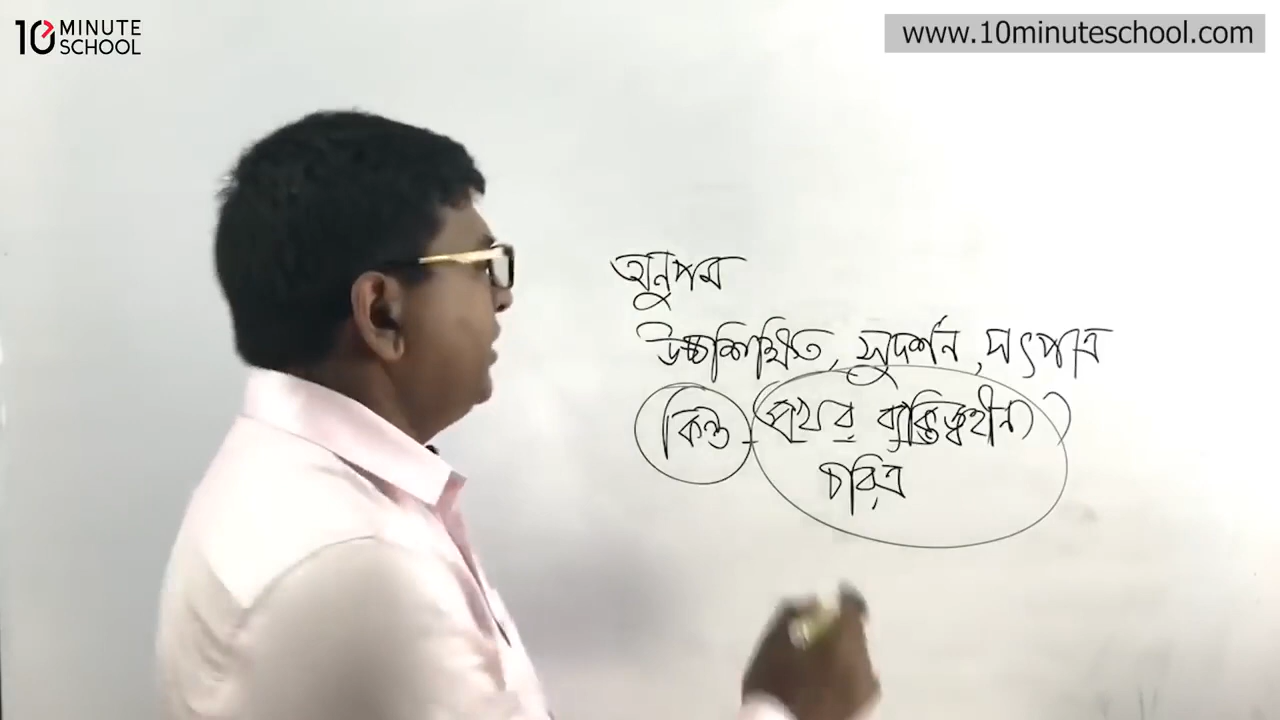 10 MINUTE SCHOOL
www.10minuteschool.com
অনুপম
উচ্চশিক্ষিত, সুদর্শন, সৎপাত্র
কিন্তু - (প্রখর ব্যক্তিত্বহীন)
চরিত্র